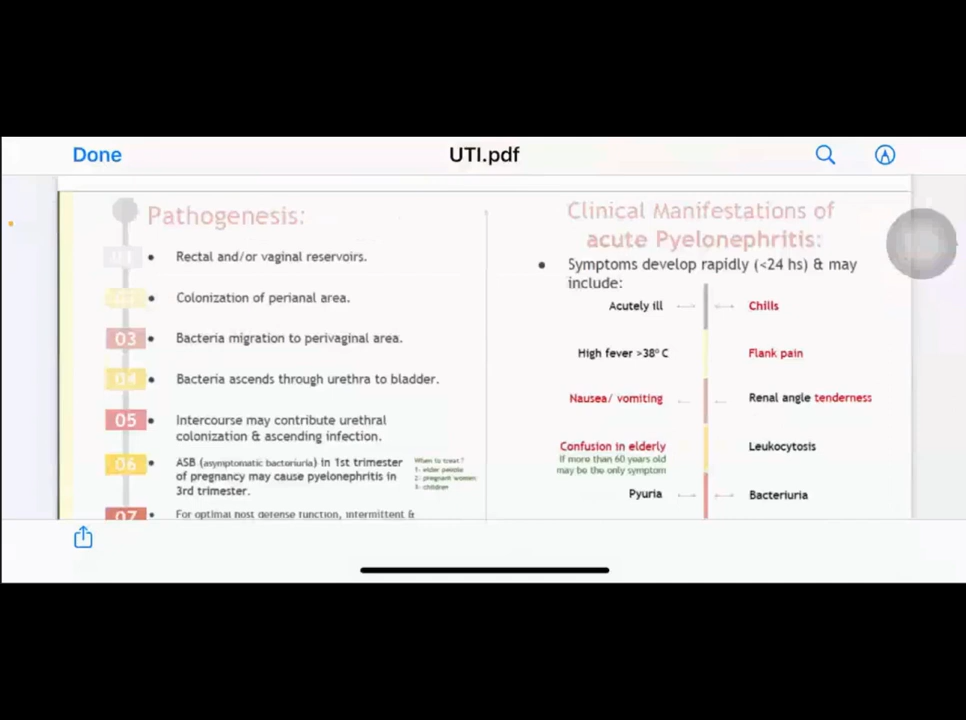 Done
UTI.pdf
Pathogenesis:
Rectal and/or vaginal reservoirs.
Colonization of perianal area.
03
Bacteria migration to perivaginal area.
04
Bacteria ascends through urethra to bladder.
05
Intercourse may contribute urethral
colonization & ascending infection.
06
ASB (asymptomatic bacteriuria) in 1st trimester
of pregnancy may cause pyelonephritis in
3rd trimester.
When to treat?
1- elder people
2- pregnant women
3- children
07
For optimal host defense function, intermittent &
Clinical Manifestations of
acute Pyelonephritis:
Symptoms develop rapidly (<24 hs) & may
include:
Acutely ill
Chills
High fever >38° C
Flank pain
Nausea/ vomiting
Renal angle tenderness
Confusion in elderly
If more than 60 years old
may be the only symptom
Leukocytosis
Pyuria
Bacteriuria